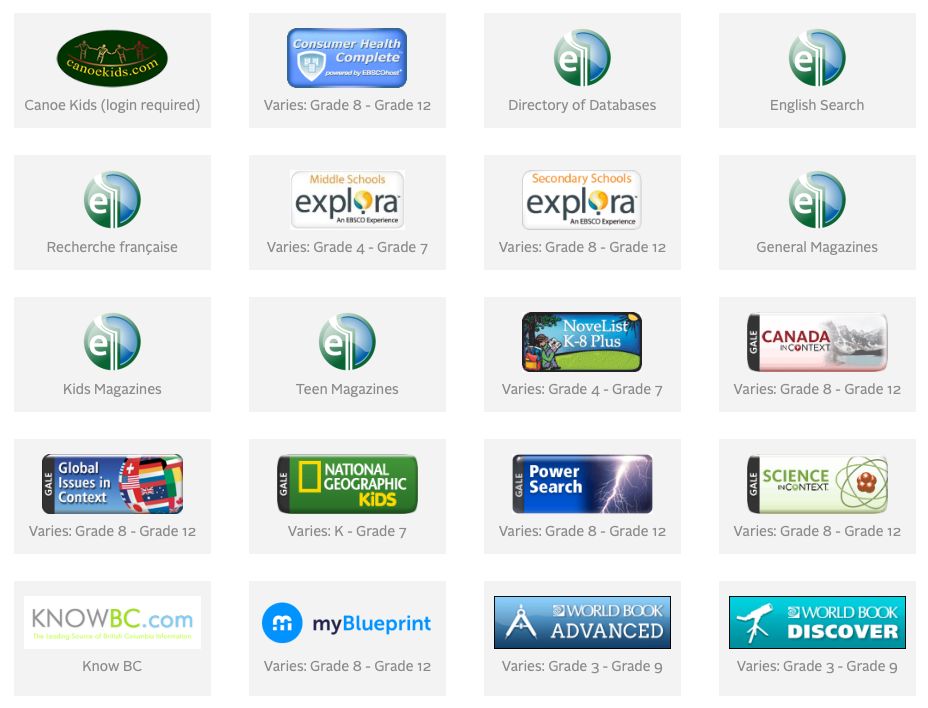 canoekids.com
Canoe Kids (login required)
Consumer Health
Complete
powered by EBSCOhost®
Varies: Grade 8 - Grade 12
e
Directory of Databases
e
English Search
e
Recherche française
Middle Schools
explora™
An EBSCO Experience
Varies: Grade 4 - Grade 7
Secondary Schools
explora™
An EBSCO Experience
Varies: Grade 8 - Grade 12
e
General Magazines
e
Kids Magazines
e
Teen Magazines
NoveList
K-8 Plus
Varies: Grade 4 - Grade 7
GALE
CANADA
IN CONTEXT
Varies: Grade 8 - Grade 12
GALE
Global
Issues in
Context
Varies: Grade 8 - Grade 12
GALE
NATIONAL
GEOGRAPHIC
KiDS
Varies: K - Grade 7
GALE
Power
Search
Varies: Grade 8 - Grade 12
GALE
SCIENCE
IN CONTEXT
Varies: Grade 8 - Grade 12
KNOWBC.com
The Leading Source of British Columbia Information
Know BC
m
myBlueprint
Varies: Grade 8 - Grade 12
WORLD BOOK
ADVANCED
Varies: Grade 3 - Grade 9
WORLD BOOK
DISCOVER
Varies: Grade 3 - Grade 9